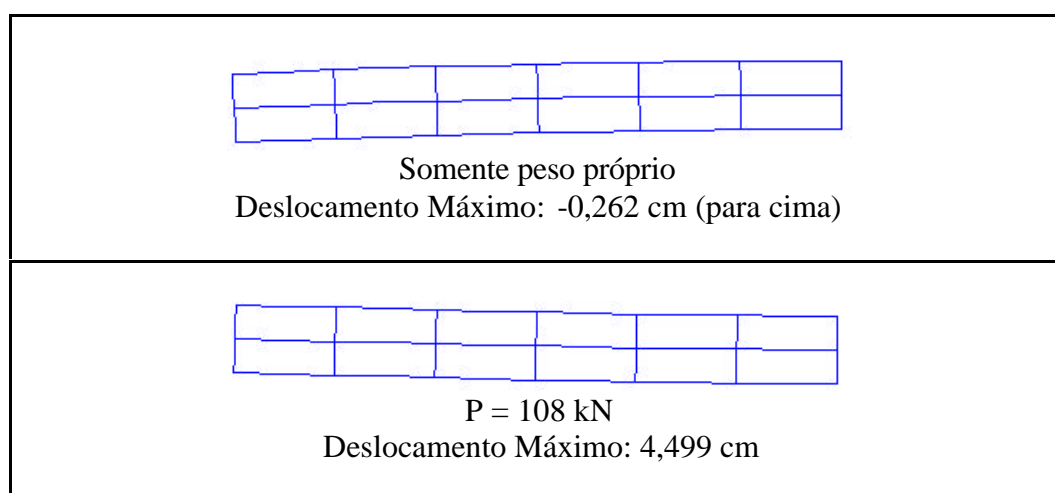 Somente peso próprio
Deslocamento Máximo: -0,262 cm (para cima)
P = 108 kN
Deslocamento Máximo: 4,499 cm